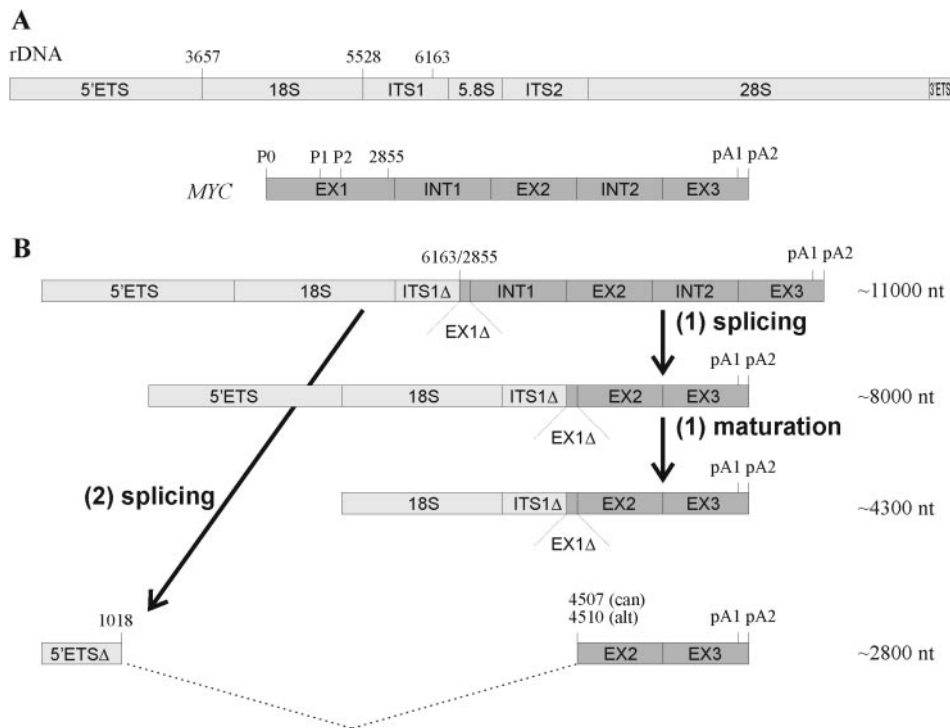 A
rDNA
3657 5528 6163
5'ETS 18S ITS1 5.8S ITS2 28S 3'ETS
P0 P1 P2 2855 pA1 pA2
MYC EX1 INT1 EX2 INT2 EX3
B
6163/2855 pA1 pA2
5'ETS 18S ITS1Δ INT1 EX2 INT2 EX3 ~11000 nt
EX1Δ
(1) splicing
pA1 pA2
5'ETS 18S ITS1Δ EX2 EX3 ~8000 nt
EX1Δ
(1) maturation
(2) splicing
pA1 pA2
18S ITS1Δ EX2 EX3 ~4300 nt
EX1Δ
4507 (can)
1018 4510 (alt) pA1 pA2
5'ETSΔ EX2 EX3 ~2800 nt